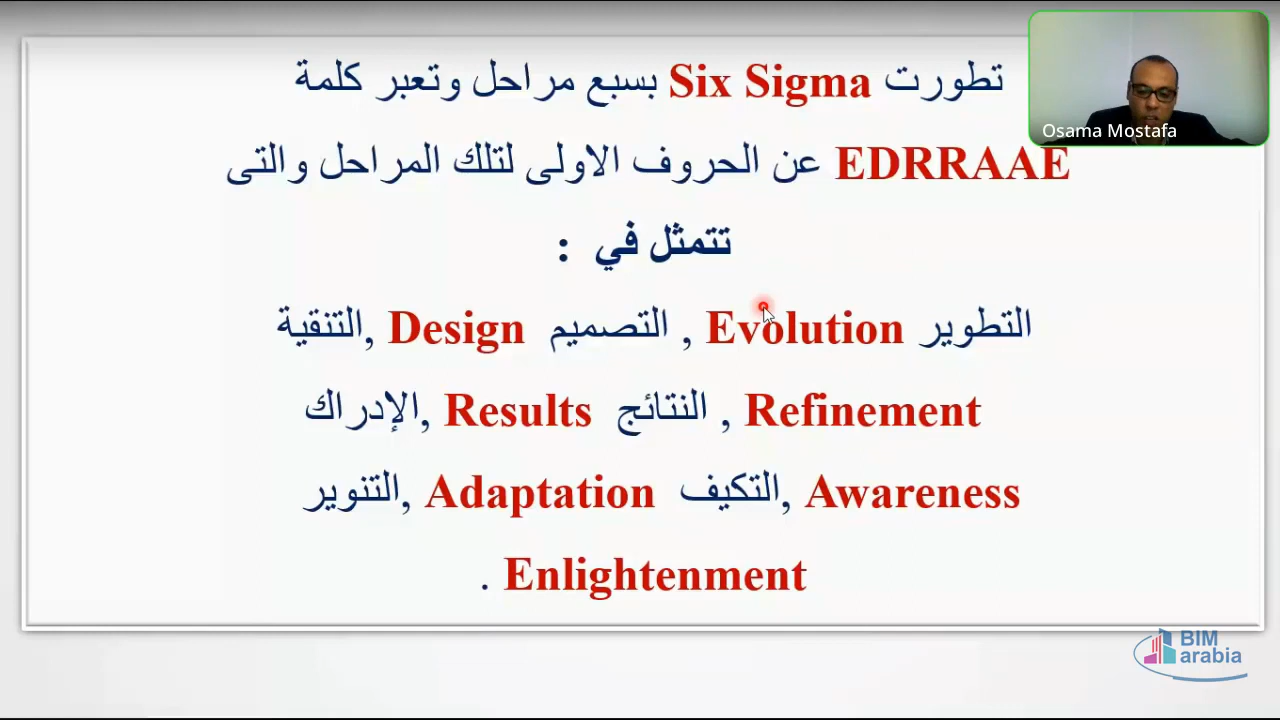 تطورت Six Sigma بسبع مراحل وتعبر كلمة
EDRRAAE عن الحروف الاولى لتلك المراحل والتى
تتمثل في :
التطوير Evolution , التصميم Design ,التنقية
Refinement , النتائج Results ,الإدراك
Awareness ,التكيف Adaptation ,التنوير
Enlightenment .
Osama Mostafa
BIM
arabia